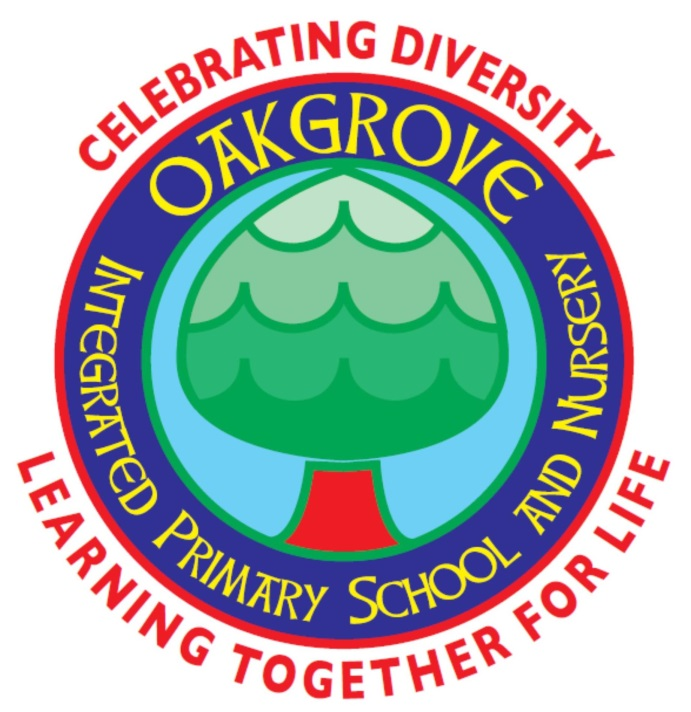 CELEBRATING DIVERSITY
OAKGROVE
INTEGRATED PRIMARY SCHOOL AND NURSERY
LEARNING TOGETHER FOR LIFE